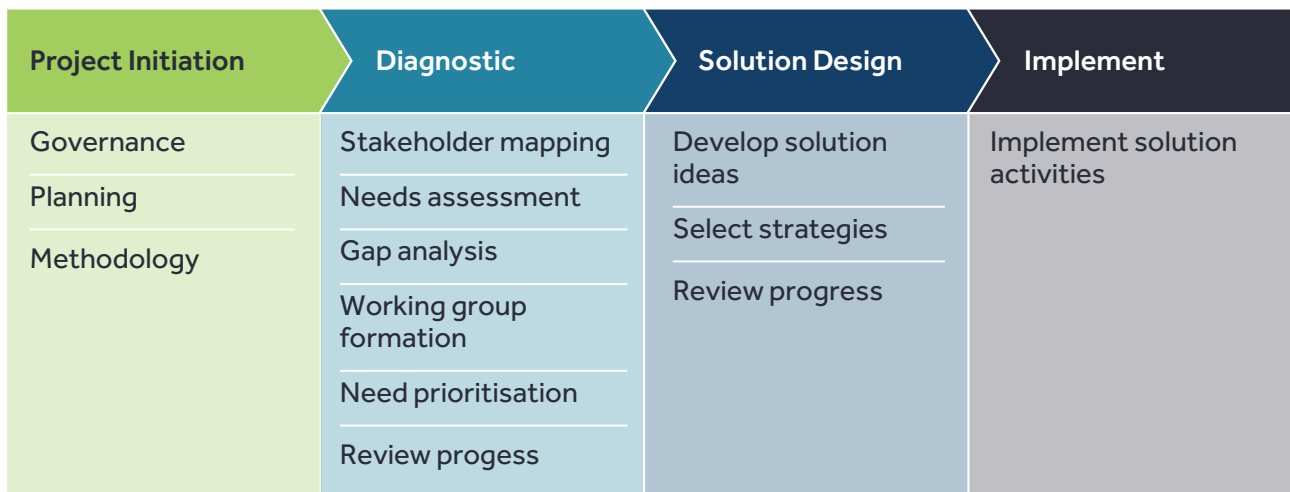 Project Initiation
Diagnostic
Solution Design
Implement
Governance
Planning
Methodology
Stakeholder mapping
Needs assessment
Gap analysis
Working group
formation
Need prioritisation
Review progess
Develop solution
ideas
Select strategies
Review progress
Implement solution
activities